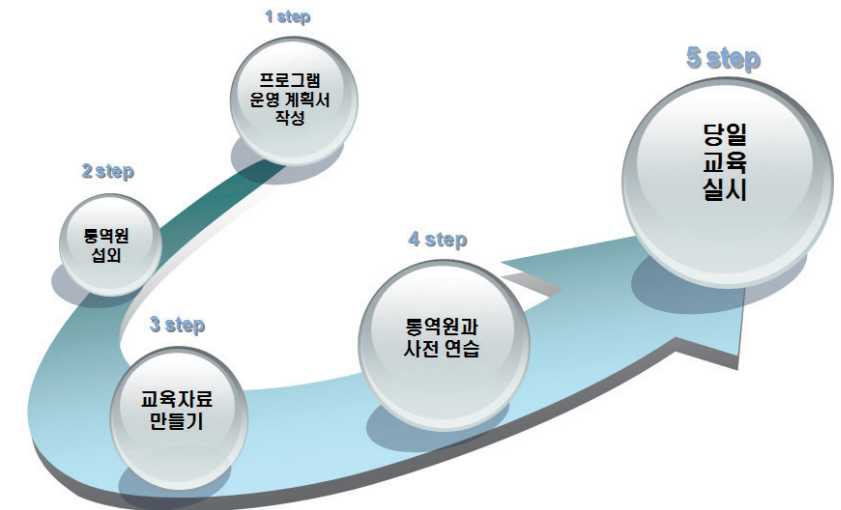 1 step
프로그램
운영 계획서
작성
2 step
통역원
섭외
3 step
교육자료
만들기
4 step
통역원과
사전 연습
5 step
당일
교육
실시